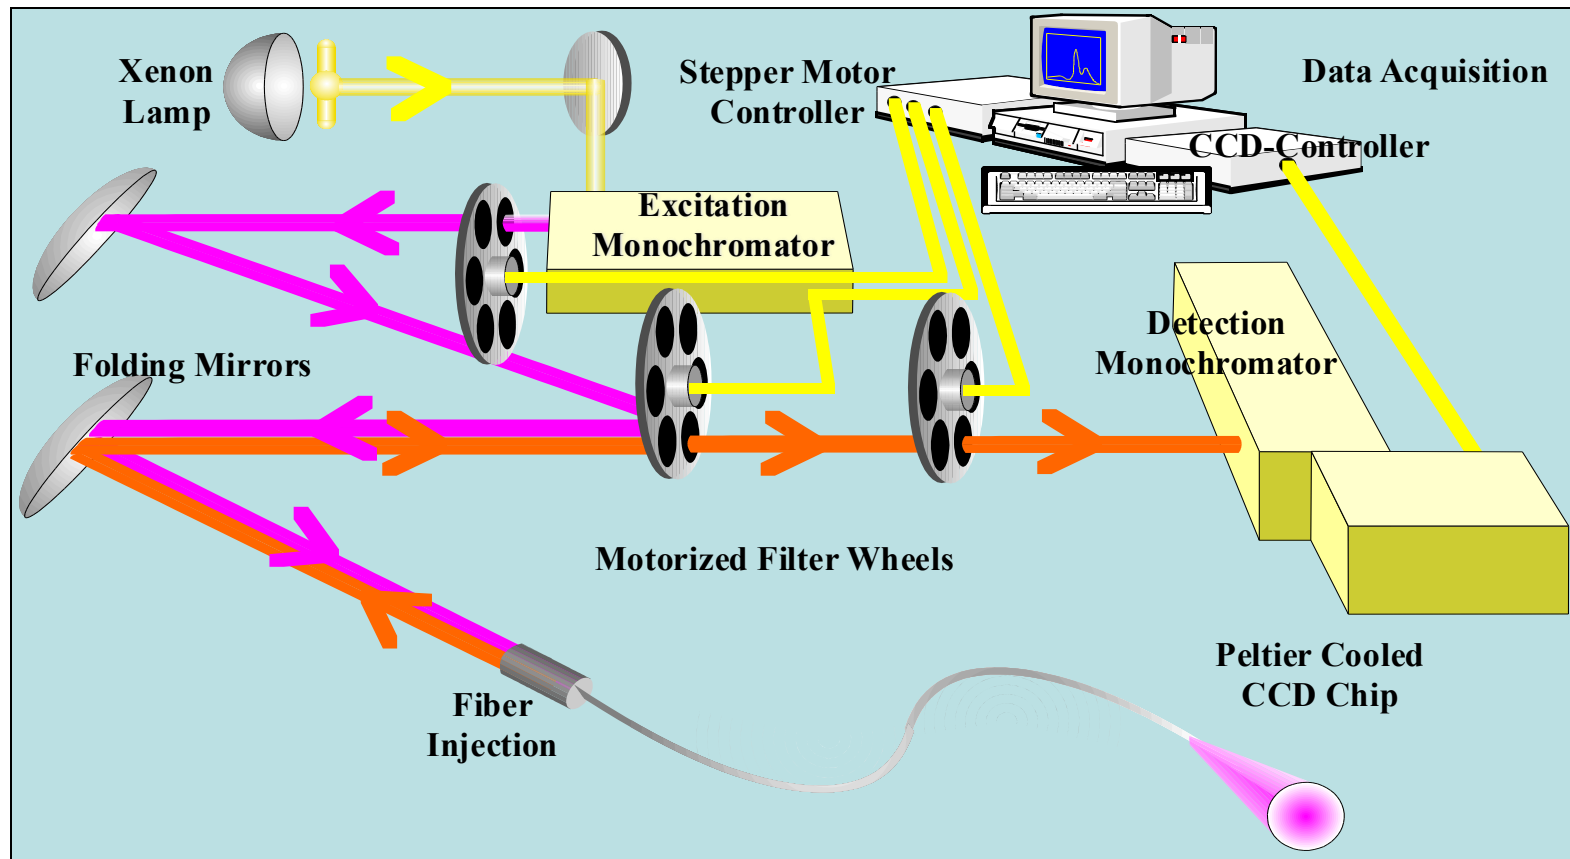 Xenon
Lamp
Stepper Motor
Controller
Data Acquisition
CCD-Controller
Excitation
Monochromator
Folding Mirrors
Detection
Monochromator
Motorized Filter Wheels
Fiber
Injection
Peltier Cooled
CCD Chip